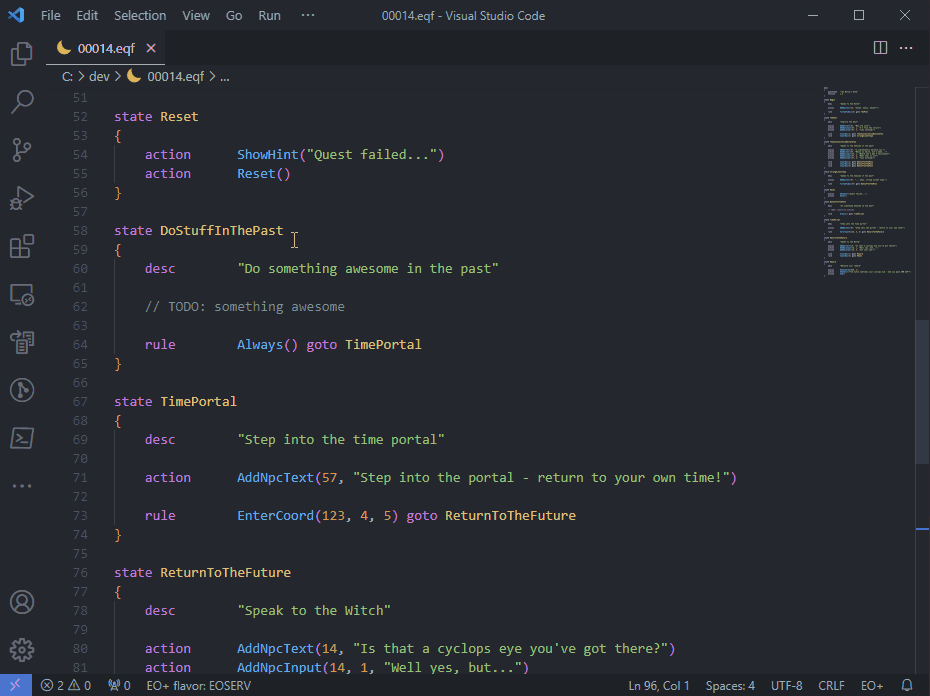 File Edit Selection View Go Run ··· 00014.eqf - Visual Studio Code
00014.eqf
C: > dev > 00014.eqf > ...
51
52 state Reset
53 {
54 action ShowHint("Quest failed...")
55 action Reset()
56 }
57
58 state DoStuffInThePast
59 {
60 desc "Do something awesome in the past"
61
62 // TODO: something awesome
63
64 rule Always() goto TimePortal
65 }
66
67 state TimePortal
68 {
69 desc "Step into the time portal"
70
71 action AddNpcText(57, "Step into the portal - return to your own time!")
72
73 rule EnterCoord(123, 4, 5) goto ReturnToTheFuture
74 }
75
76 state ReturnToTheFuture
77 {
78 desc "Speak to the Witch"
79
80 action AddNpcText(14, "Is that a cyclops eye you've got there?")
81 action AddNpcInput(14, 1, "Well yes, but...")
2 0 0 EO+ flavor: EOSERV Ln 96, Col 1 Spaces: 4 UTF-8 CRLF EO+